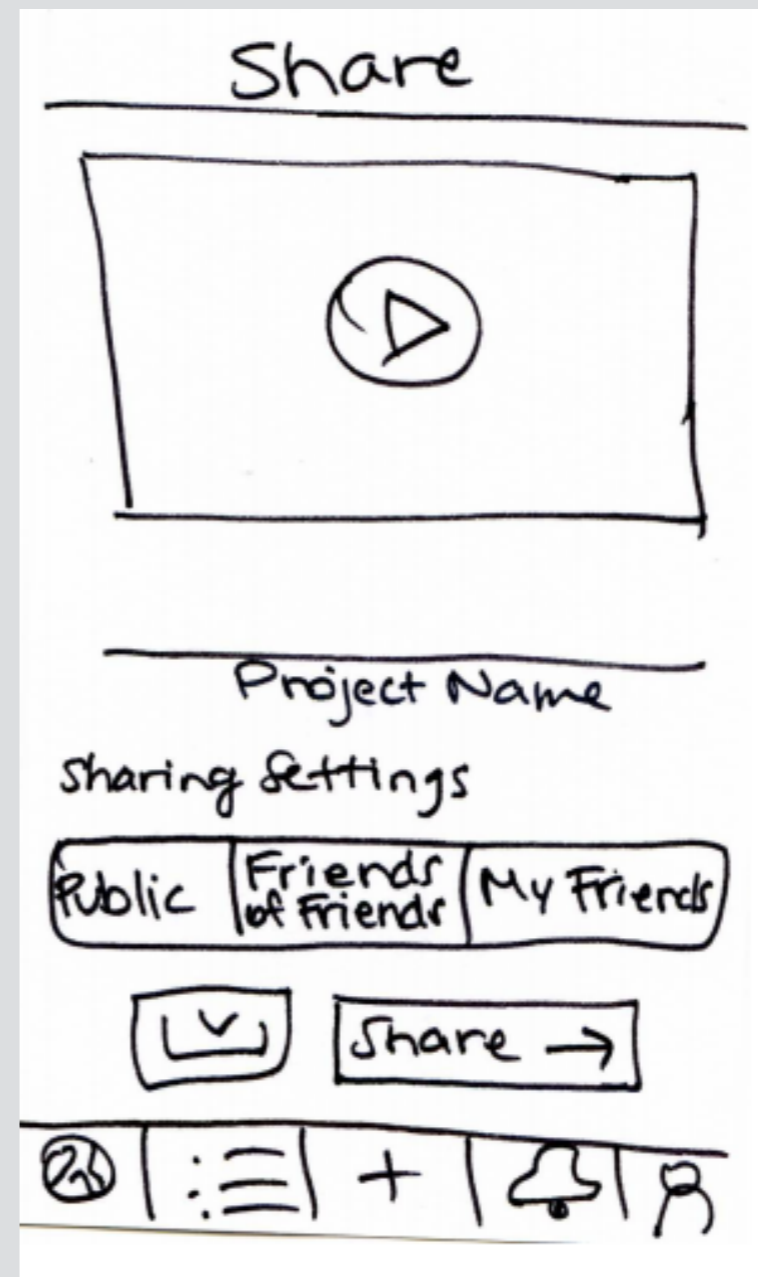 Share
Project Name
Sharing Settings
Public
Friends
of Friends
My Friends
Share →
+